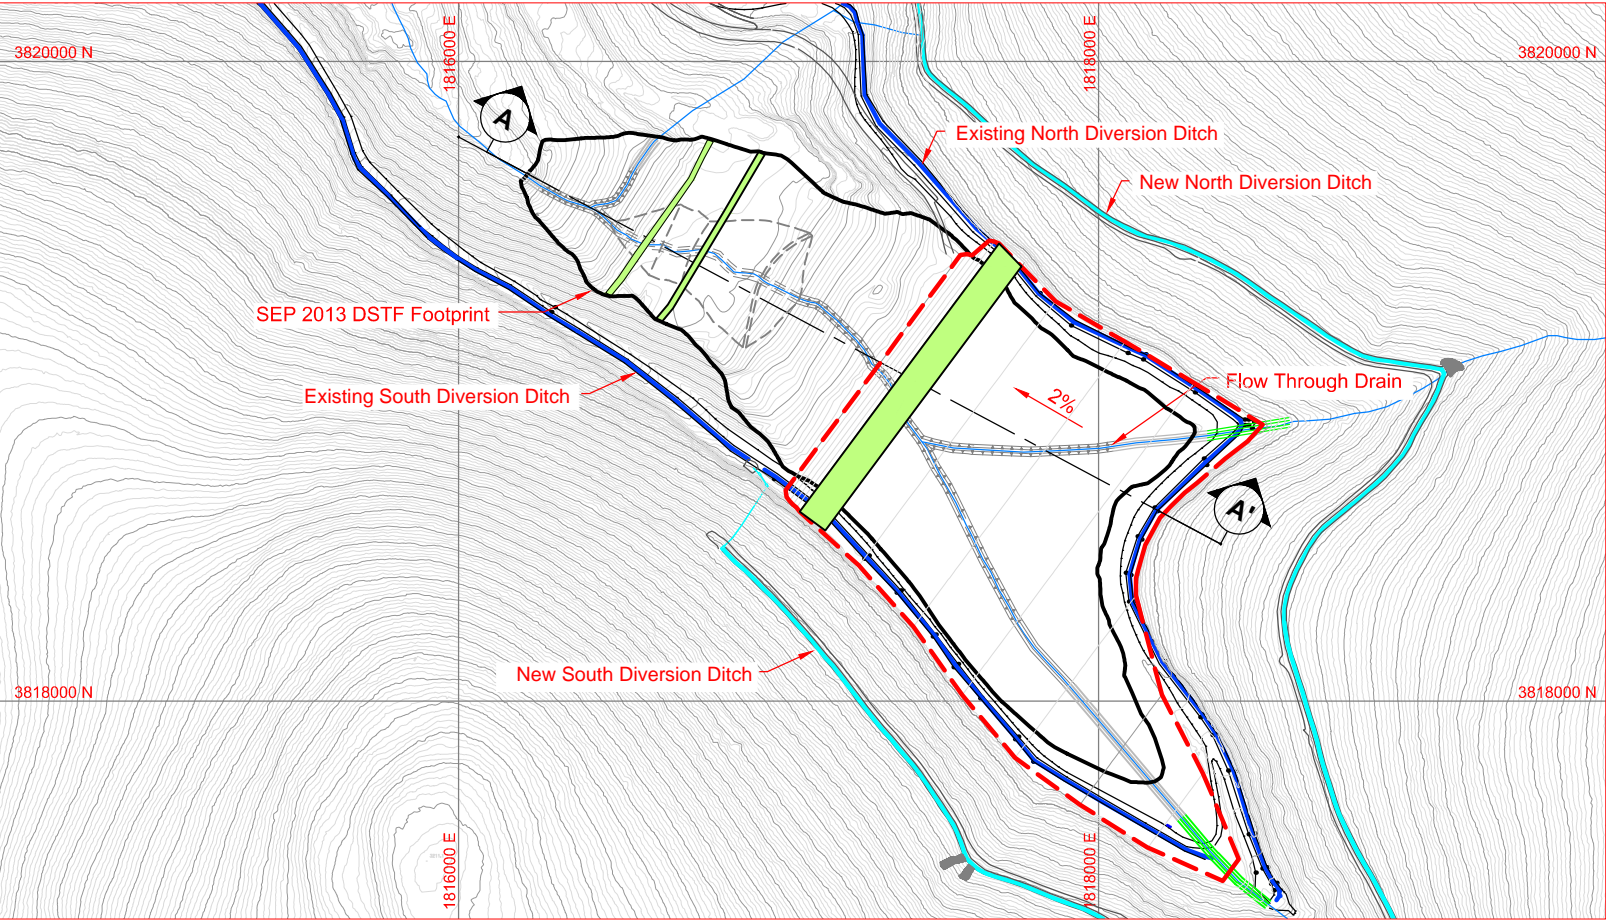 1816000 E
1818000 E
3820000 N
3820000 N
A
Existing North Diversion Ditch
New North Diversion Ditch
SEP 2013 DSTF Footprint
Existing South Diversion Ditch
2%
Flow Through Drain
A'
New South Diversion Ditch
3818000 N
3818000 N
1816000 E
1818000 E